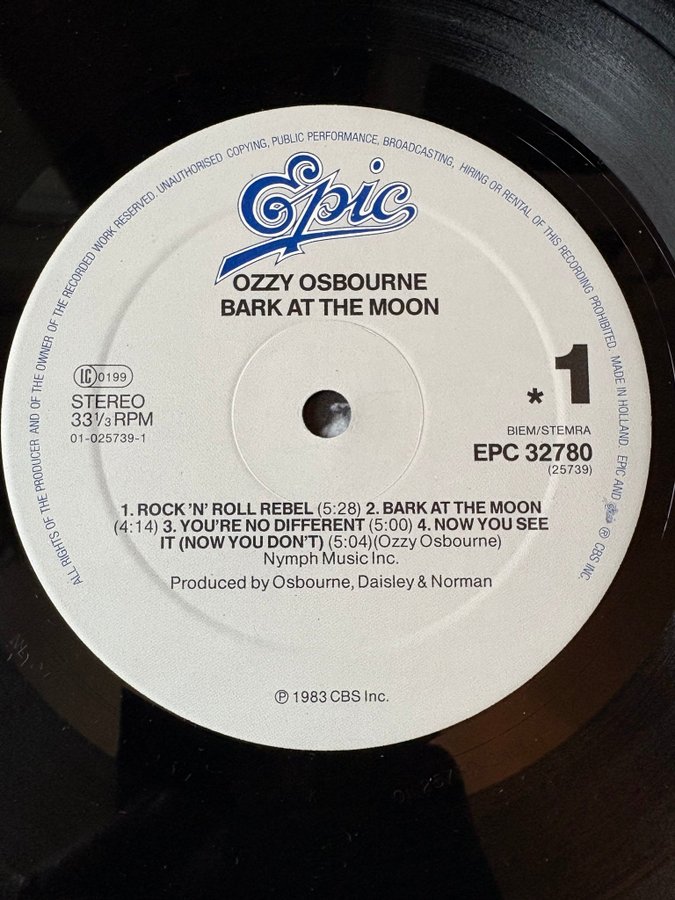 ALL RIGHTS OF THE PRODUCER AND OF THE OWNER OF THE RECORDED WORK RESERVED. UNAUTHORISED COPYING, PUBLIC PERFORMANCE, BROADCASTING, HIRING OR RENTAL OF THIS RECORDING PROHIBITED. MADE IN HOLLAND. EPIC AND Epic ℗ CBS INC.
Epic
OZZY OSBOURNE
BARK AT THE MOON
LC 0199
STEREO
33 1/3 RPM
01-025739-1
* 1
BIEM/STEMRA
EPC 32780
(25739)
1. ROCK 'N' ROLL REBEL (5:28) 2. BARK AT THE MOON
(4:14) 3. YOU'RE NO DIFFERENT (5:00) 4. NOW YOU SEE
IT (NOW YOU DON'T) (5:04)(Ozzy Osbourne)
Nymph Music Inc.
Produced by Osbourne, Daisley & Norman
℗ 1983 CBS Inc.